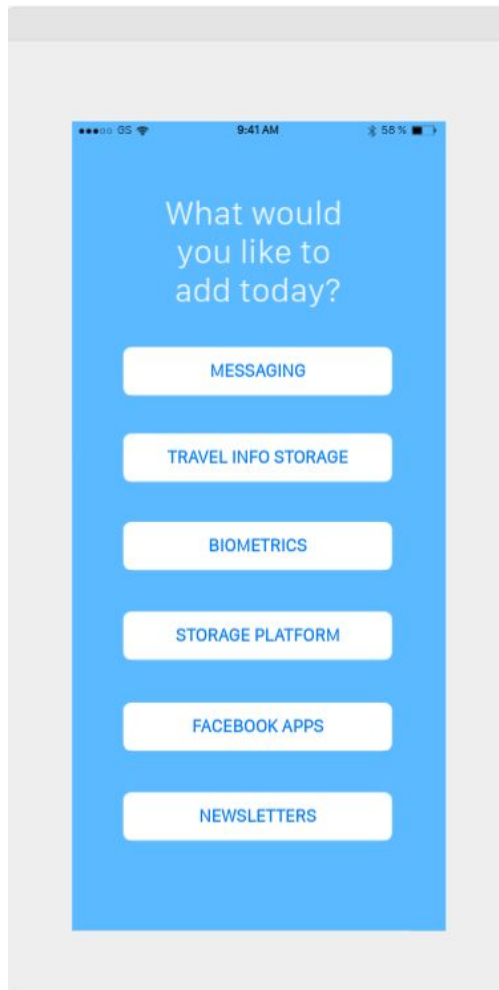 GS 9:41 AM 58 %
What would
you like to
add today?
MESSAGING
TRAVEL INFO STORAGE
BIOMETRICS
STORAGE PLATFORM
FACEBOOK APPS
NEWSLETTERS